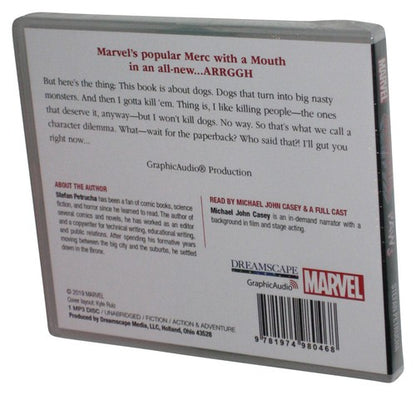 Marvel's popular Merc with a Mouth
in an all-new...ARRGGH
But here's the thing: This book is about dogs. Dogs that turn into big nasty
monsters. And then I gotta kill 'em. Thing is, I like killing people—the ones
that deserve it, anyway—but I won't kill dogs. No way. So that's what we call a
character dilemma. What—wait for the paperback? Who said that?! I'll gut you
right now...
GraphicAudio® Production
ABOUT THE AUTHOR
Stefan Petrucha has been a fan of comic books, science
fiction, and horror since he learned to read. The author of
several comics and novels, he has worked as an editor
and a copywriter for technical writing, educational writing,
and public relations. After spending his formative years
moving between the big city and the suburbs, he settled
down in the Bronx.
READ BY MICHAEL JOHN CASEY & A FULL CAST
Michael John Casey is an in-demand narrator with a
background in film and stage acting.
DREAMSCAPE
GraphicAudio
MARVEL
© 2019 MARVEL
Cover layout: Kyle Ruiz
1 MP3 DISC / UNABRIDGED / FICTION / ACTION & ADVENTURE
Produced by Dreamscape Media, LLC, Holland, Ohio 43528
9 781974 980468
MARVEL